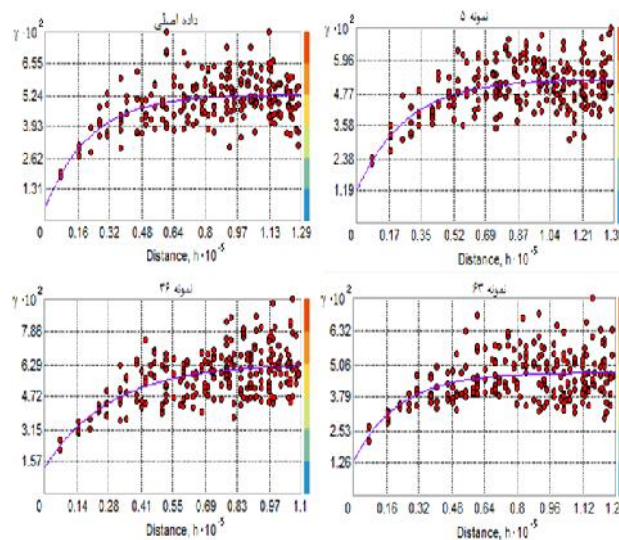 داده اصلی
γ · 10²
6.55
5.24
3.93
2.62
1.31
0 0.16 0.32 0.48 0.64 0.81 0.97 1.13 1.29
Distance, h · 10⁻⁵
نمونه ۵
γ · 10²
5.96
4.77
3.58
2.38
1.19
0 0.17 0.35 0.52 0.69 0.87 1.04 1.21 1.39
Distance, h · 10⁻⁵
نمونه ۳۶
γ · 10²
7.86
6.29
4.72
3.15
1.57
0 0.14 0.28 0.41 0.55 0.69 0.83 0.97 1.1
Distance, h · 10⁻⁵
نمونه ۶۳
γ · 10²
6.32
5.06
3.79
2.53
1.26
0 0.16 0.32 0.48 0.64 0.8 0.96 1.12
Distance, h · 10⁻⁵